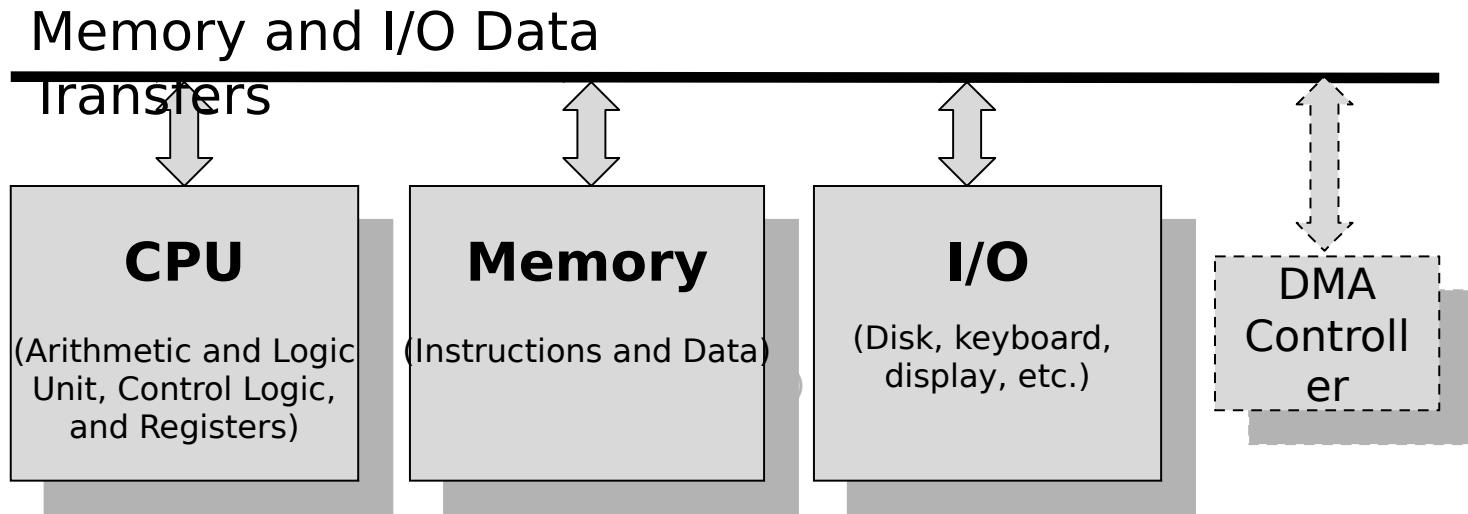 Memory and I/O Data
Transfers
CPU
(Arithmetic and Logic
Unit, Control Logic,
and Registers)
Memory
(Instructions and Data)
I/O
(Disk, keyboard,
display, etc.)
DMA
Controll
er